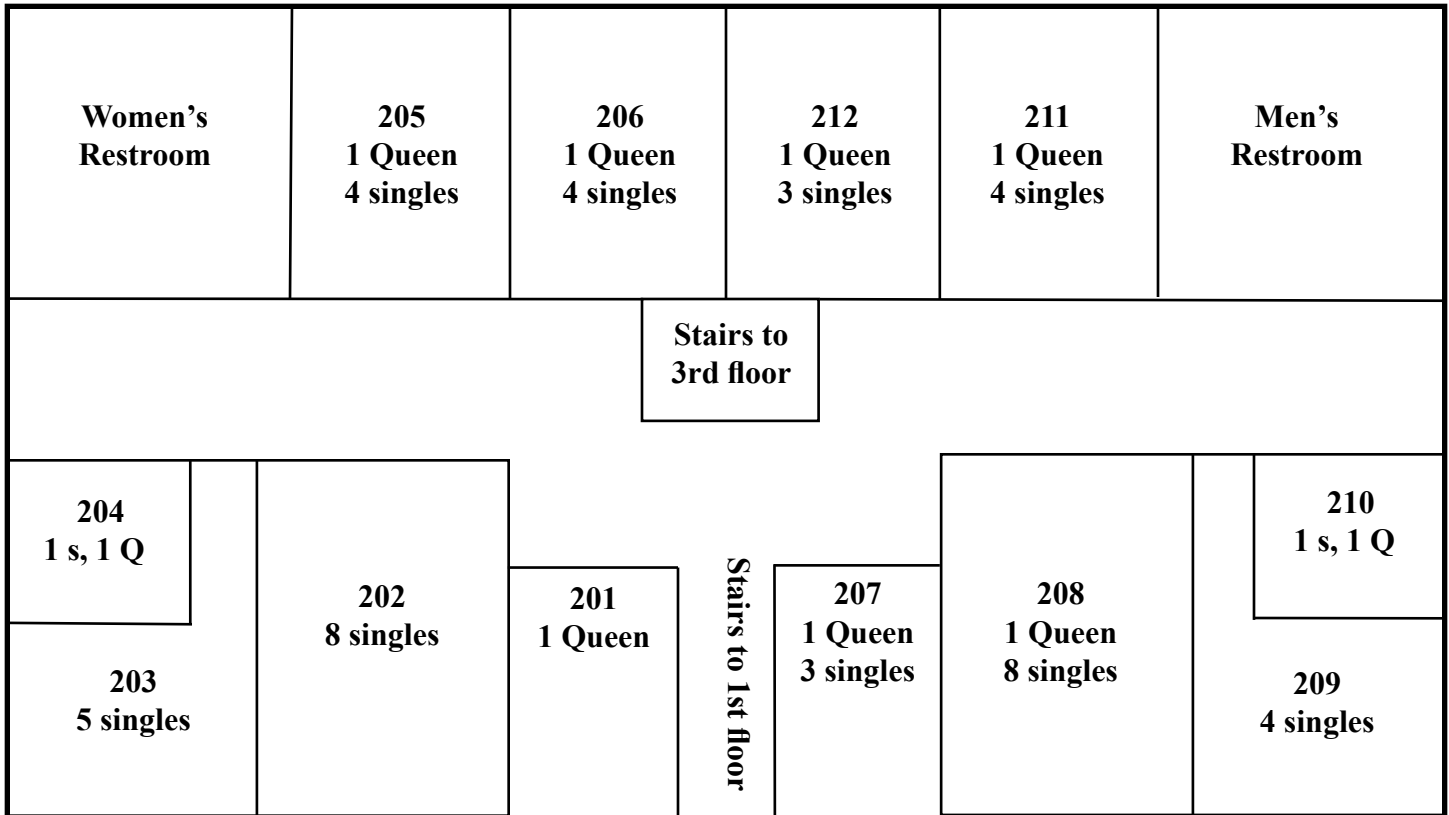 Women’s
Restroom
205
1 Queen
4 singles
206
1 Queen
4 singles
212
1 Queen
3 singles
211
1 Queen
4 singles
Men’s
Restroom
Stairs to
3rd floor
204
1 s, 1 Q
203
5 singles
202
8 singles
201
1 Queen
Stairs to 1st floor
207
1 Queen
3 singles
208
1 Queen
8 singles
210
1 s, 1 Q
209
4 singles